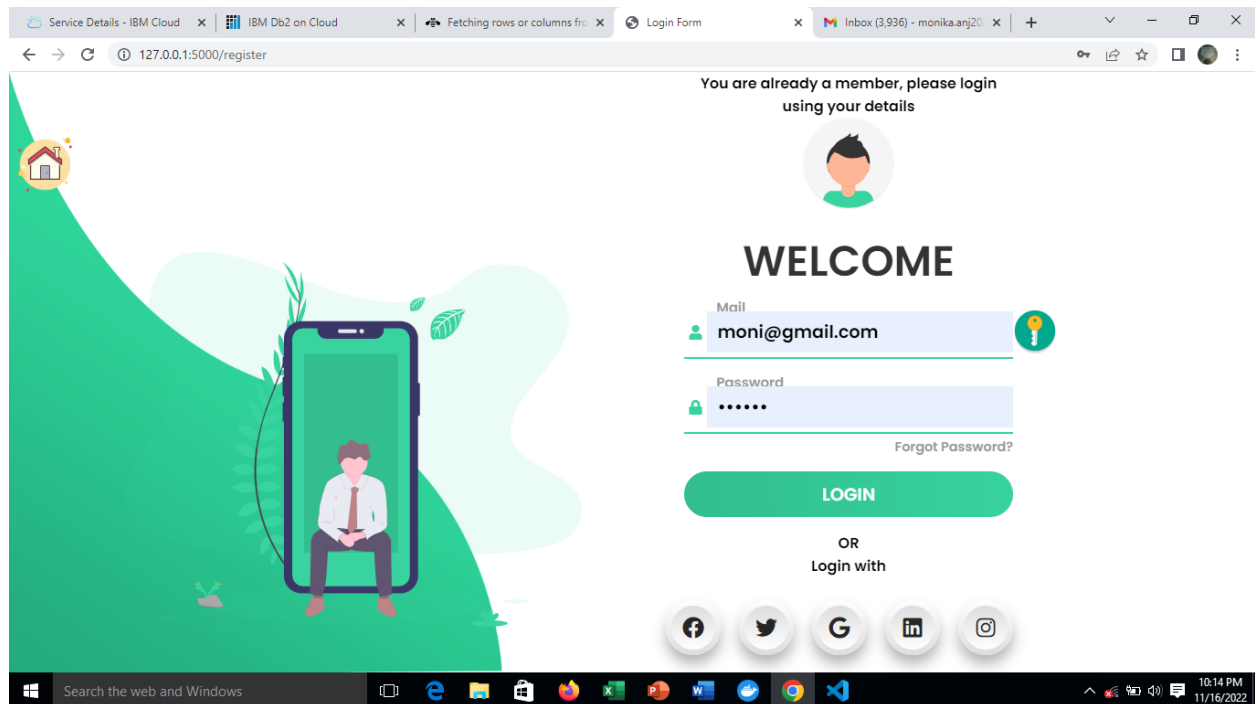 Service Details - IBM Cloud
IBM Db2 on Cloud
Fetching rows or columns fro
Login Form
Inbox (3,936) - monika.anj20
127.0.0.1:5000/register
You are already a member, please login
using your details
WELCOME
Mail
moni@gmail.com
Password
••••••
Forgot Password?
LOGIN
OR
Login with
Search the web and Windows
10:14 PM
11/16/2022